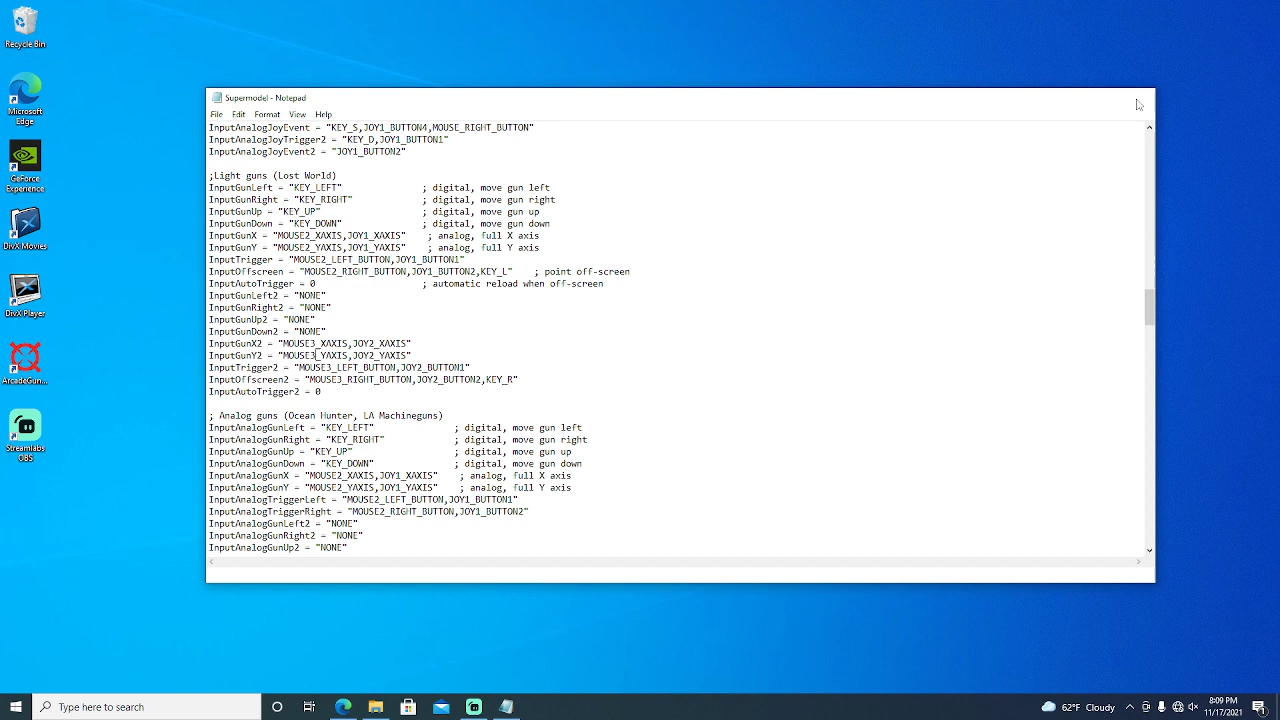 Recycle Bin
Microsoft
Edge
GeForce
Experience
DivX Movies
DivX Player
ArcadeGun...
Streamlabs
OBS
Supermodel - Notepad
File Edit Format View Help
InputAnalogJoyEvent = "KEY_S,JOY1_BUTTON4,MOUSE_RIGHT_BUTTON"
InputAnalogJoyTrigger2 = "KEY_D,JOY1_BUTTON1"
InputAnalogJoyEvent2 = "JOY1_BUTTON2"
;Light guns (Lost World)
InputGunLeft = "KEY_LEFT" ; digital, move gun left
InputGunRight = "KEY_RIGHT" ; digital, move gun right
InputGunUp = "KEY_UP" ; digital, move gun up
InputGunDown = "KEY_DOWN" ; digital, move gun down
InputGunX = "MOUSE2_XAXIS,JOY1_XAXIS" ; analog, full X axis
InputGunY = "MOUSE2_YAXIS,JOY1_YAXIS" ; analog, full Y axis
InputTrigger = "MOUSE2_LEFT_BUTTON,JOY1_BUTTON1"
InputOffscreen = "MOUSE2_RIGHT_BUTTON,JOY1_BUTTON2,KEY_L" ; point off-screen
InputAutoTrigger = 0 ; automatic reload when off-screen
InputGunLeft2 = "NONE"
InputGunRight2 = "NONE"
InputGunUp2 = "NONE"
InputGunDown2 = "NONE"
InputGunX2 = "MOUSE3_XAXIS,JOY2_XAXIS"
InputGunY2 = "MOUSE3_YAXIS,JOY2_YAXIS"
InputTrigger2 = "MOUSE3_LEFT_BUTTON,JOY2_BUTTON1"
InputOffscreen2 = "MOUSE3_RIGHT_BUTTON,JOY2_BUTTON2,KEY_R"
InputAutoTrigger2 = 0
; Analog guns (Ocean Hunter, LA Machineguns)
InputAnalogGunLeft = "KEY_LEFT" ; digital, move gun left
InputAnalogGunRight = "KEY_RIGHT" ; digital, move gun right
InputAnalogGunUp = "KEY_UP" ; digital, move gun up
InputAnalogGunDown = "KEY_DOWN" ; digital, move gun down
InputAnalogGunX = "MOUSE2_XAXIS,JOY1_XAXIS" ; analog, full X axis
InputAnalogGunY = "MOUSE2_YAXIS,JOY1_YAXIS" ; analog, full Y axis
InputAnalogTriggerLeft = "MOUSE2_LEFT_BUTTON,JOY1_BUTTON1"
InputAnalogTriggerRight = "MOUSE2_RIGHT_BUTTON,JOY1_BUTTON2"
InputAnalogGunLeft2 = "NONE"
InputAnalogGunRight2 = "NONE"
InputAnalogGunUp2 = "NONE"
Type here to search
62°F Cloudy
8:09 PM
11/17/2021